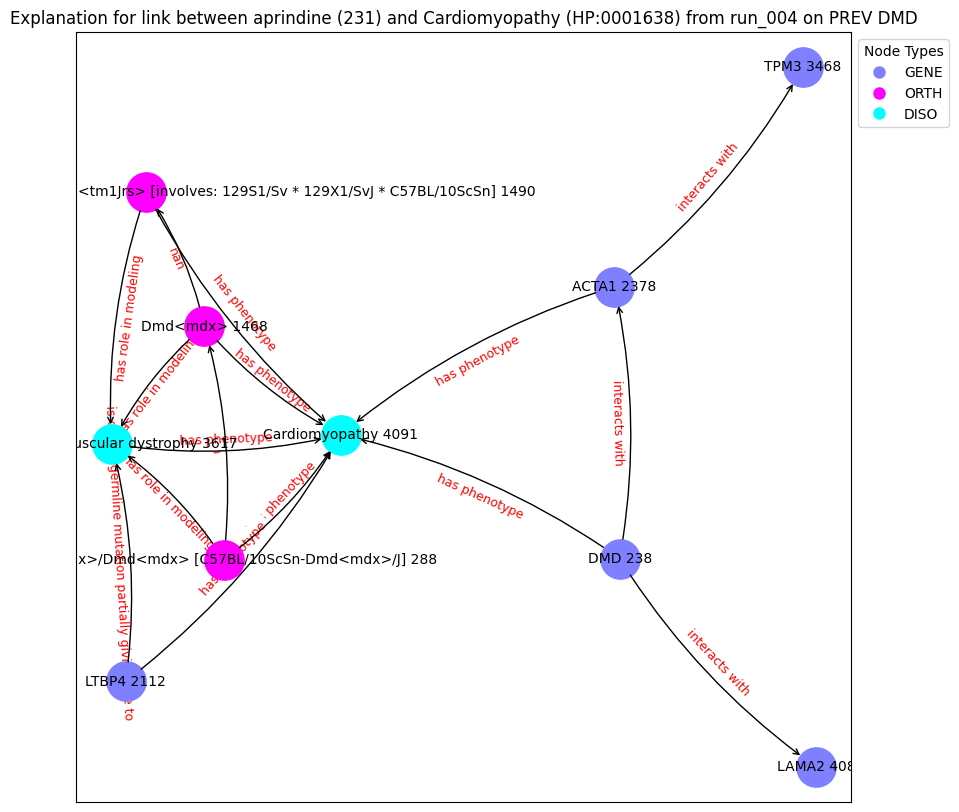 Explanation for link between aprindine (231) and Cardiomyopathy (HP:0001638) from run_004 on PREV DMD
Node Types
GENE
ORTH
DISO
TPM3 3468
interacts with
<tm1Jrs> [involves: 129S1/Sv * 129X1/SvJ * C57BL/10ScSn] 1490
nan
has role in modeling
has phenotype
ACTA1 2378
Dmd<mdx> 1468
has role in modeling
has phenotype
has phenotype
interacts with
Cardiomyopathy 4091
uscular dystrophy 3617
has phenotype
has role in modeling
phenotype
has phenotype
x>/Dmd<mdx> [C57BL/10ScSn-Dmd<mdx>/J] 288
DMD 238
has
germline mutation partially
to
interacts with
LTBP4 2112
LAMA2 408